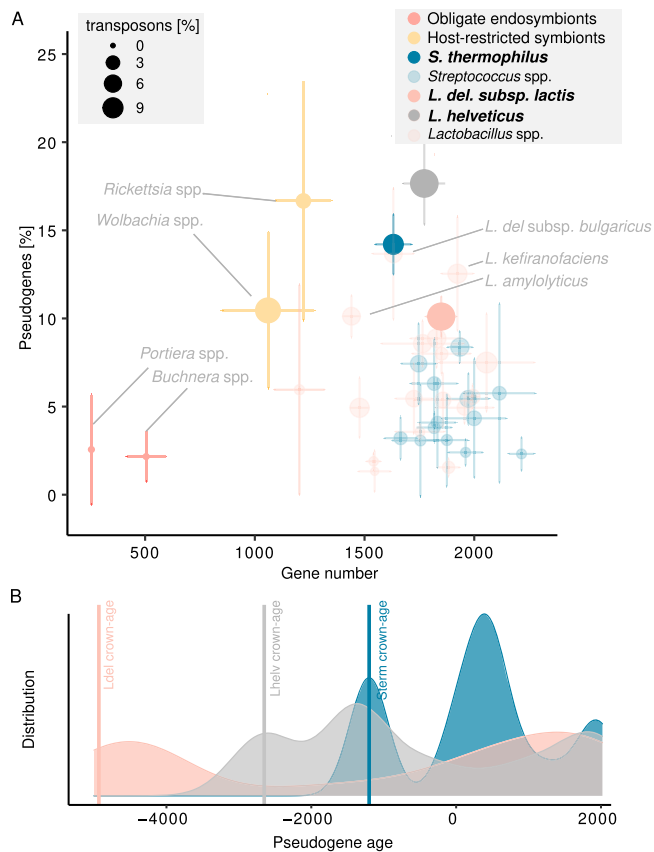 A
transposons [%]
0
3
6
9
Obligate endosymbionts
Host-restricted symbionts
S. thermophilus
Streptococcus spp.
L. del. subsp. lactis
L. helveticus
Lactobacillus spp.
25
20
15
10
5
0
Pseudogenes [%]
Rickettsia spp.
Wolbachia spp.
Portiera spp.
Buchnera spp.
L. del subsp. bulgaricus
L. kefiranofaciens
L. amylolyticus
500
1000
1500
2000
Gene number
B
Distribution
Ldel crown-age
Lhelv crown-age
Sterm crown-age
−4000
−2000
0
2000
Pseudogene age